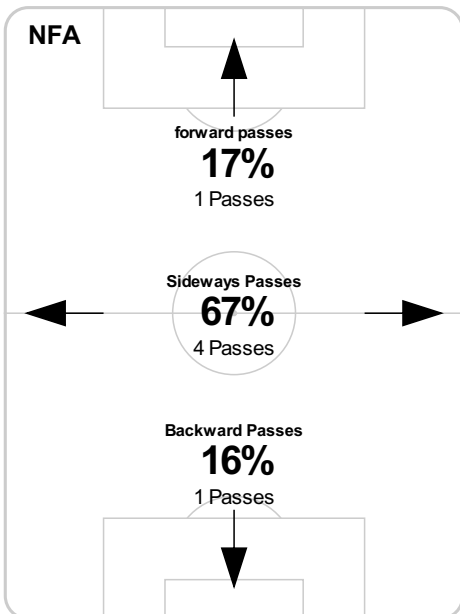 NFA
forward passes
17%
1 Passes
Sideways Passes
67%
4 Passes
Backward Passes
16%
1 Passes